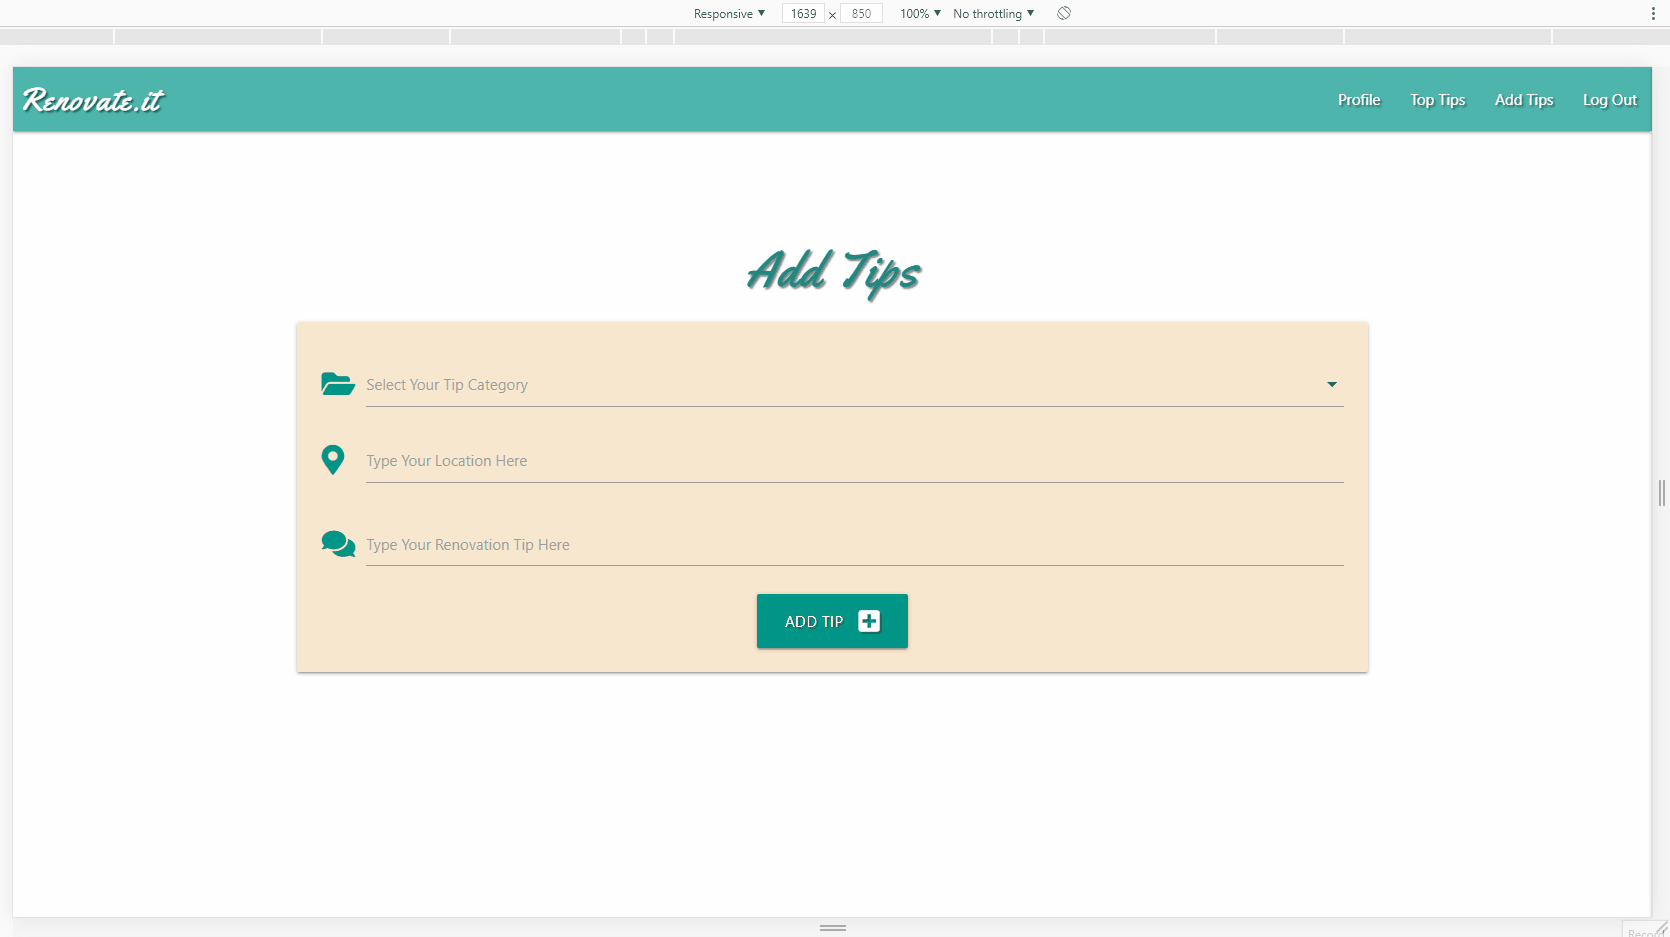 Responsive ▼ 1639 × 850 100% ▼ No throttling ▼
Renovate.it Profile Top Tips Add Tips Log Out
Add Tips
Select Your Tip Category
Type Your Location Here
Type Your Renovation Tip Here
ADD TIP